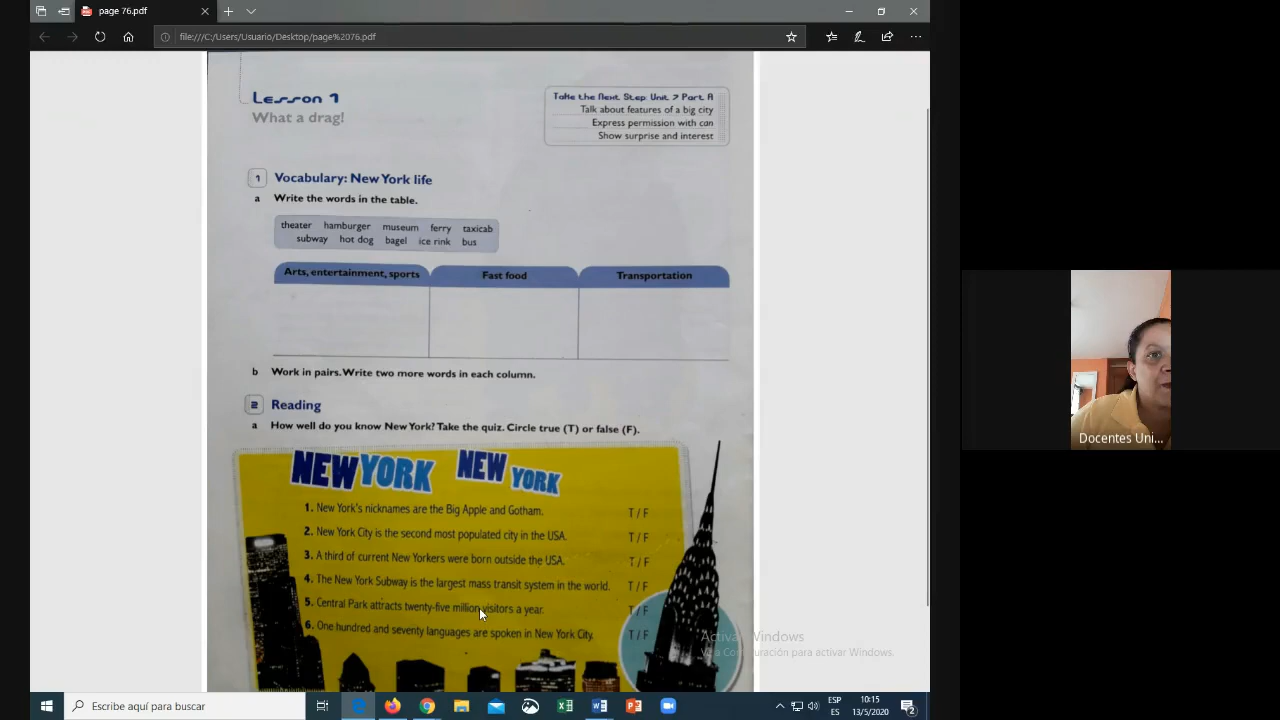 page 76.pdf
file:///C:/Users/Usuario/Desktop/page%2076.pdf
Lesson 1
What a drag!
Take the Next Step: Unit 7 Part A
Talk about features of a big city
Express permission with can
Show surprise and interest
1 Vocabulary: New York life
a Write the words in the table.
theater hamburger museum ferry taxicab
subway hot dog bagel ice rink bus
Arts, entertainment, sports Fast food Transportation
b Work in pairs. Write two more words in each column.
2 Reading
a How well do you know New York? Take the quiz. Circle true (T) or false (F).
NEW YORK NEW YORK
1. New York's nicknames are the Big Apple and Gotham. T / F
2. New York City is the second most populated city in the USA. T / F
3. A third of current New Yorkers were born outside the USA. T / F
4. The New York Subway is the largest mass transit system in the world. T / F
5. Central Park attracts twenty-five million visitors a year. T / F
6. One hundred and seventy languages are spoken in New York City. T / F
Docentes Uni...
Windows
para activar Windows.
Escribe aquí para buscar
ESP
ES
10:15
13/5/2020
2